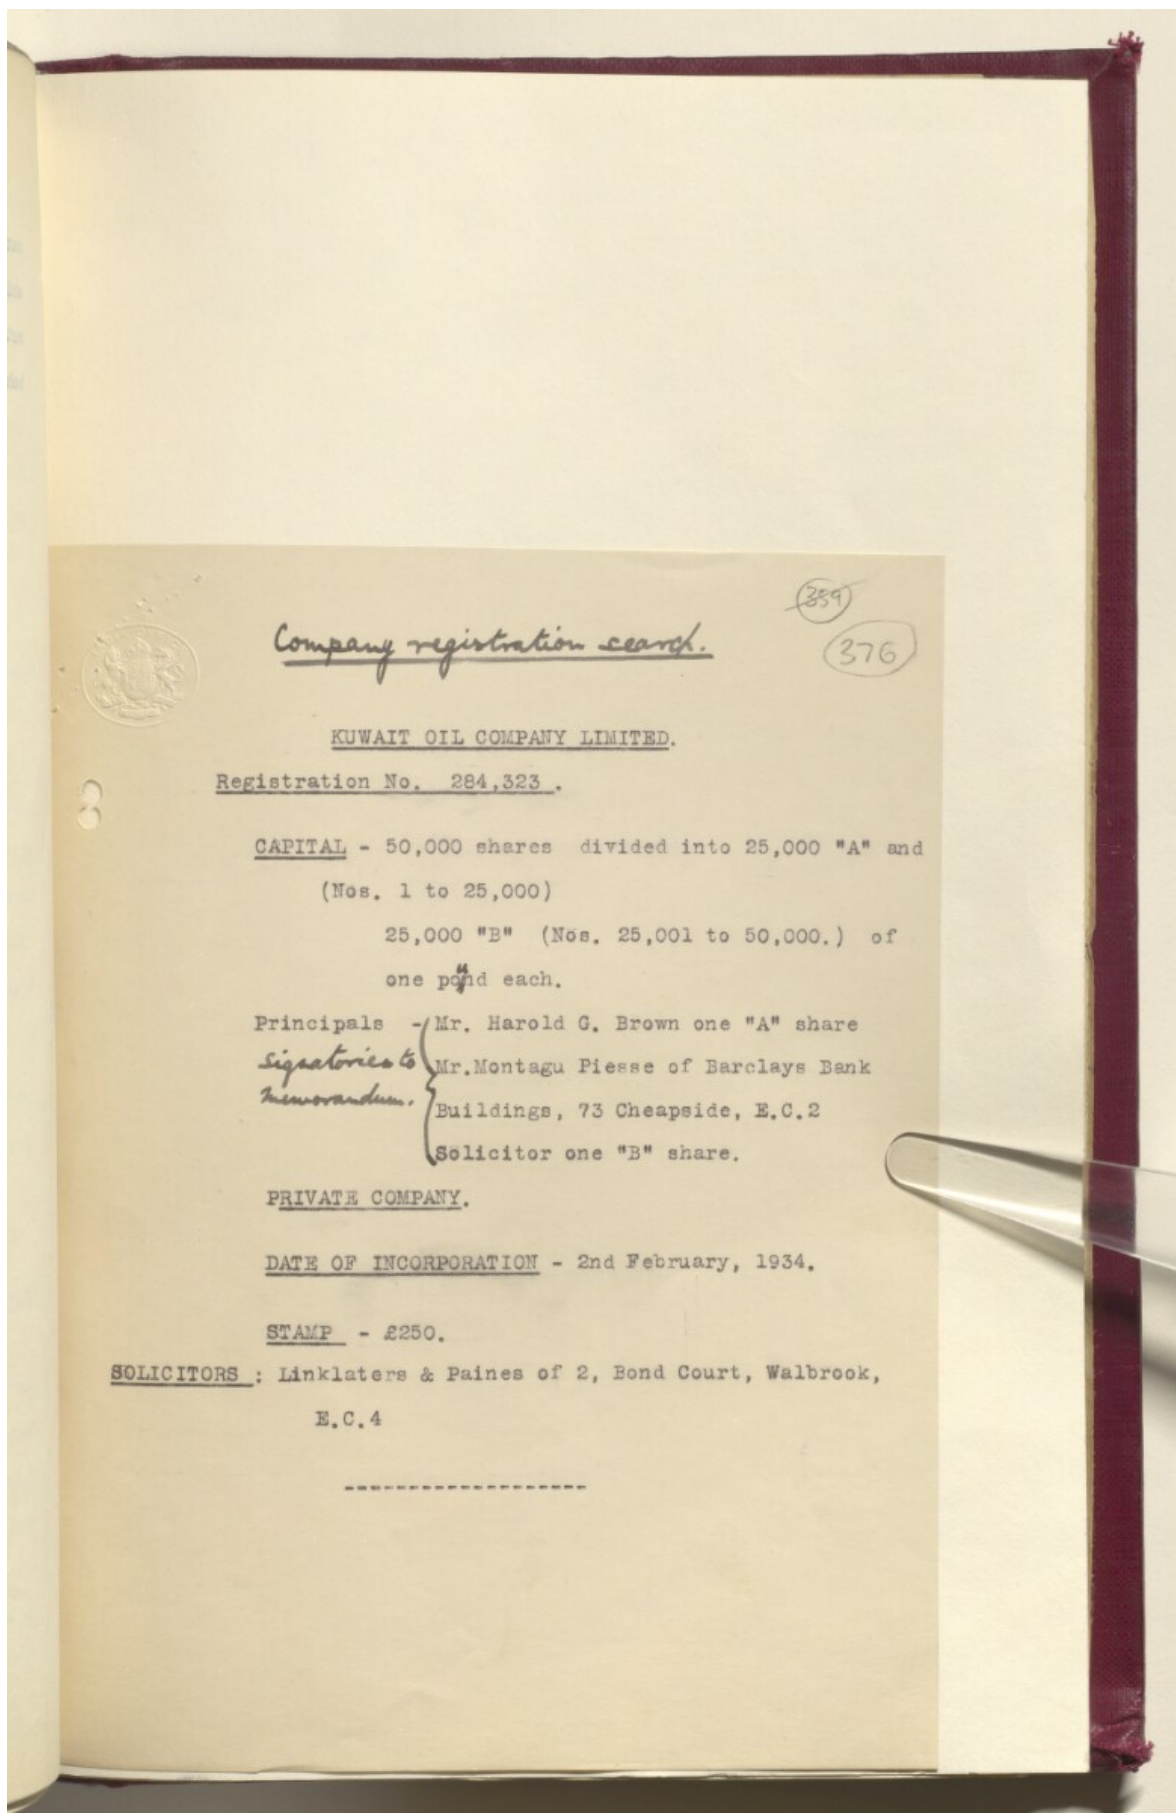 359
376
Company registration search.
KUWAIT OIL COMPANY LIMITED.
Registration No. 284,323 .
CAPITAL - 50,000 shares divided into 25,000 "A" and
(Nos. 1 to 25,000)
25,000 "B" (Nos. 25,001 to 50,000.) of
one pound each.
Principals - Mr. Harold G. Brown one "A" share
Signatories to Mr.Montagu Piesse of Barclays Bank
Memorandum. Buildings, 73 Cheapside, E.C.2
Solicitor one "B" share.
PRIVATE COMPANY.
DATE OF INCORPORATION - 2nd February, 1934.
STAMP - £250.
SOLICITORS : Linklaters & Paines of 2, Bond Court, Walbrook,
E.C.4
-------------------